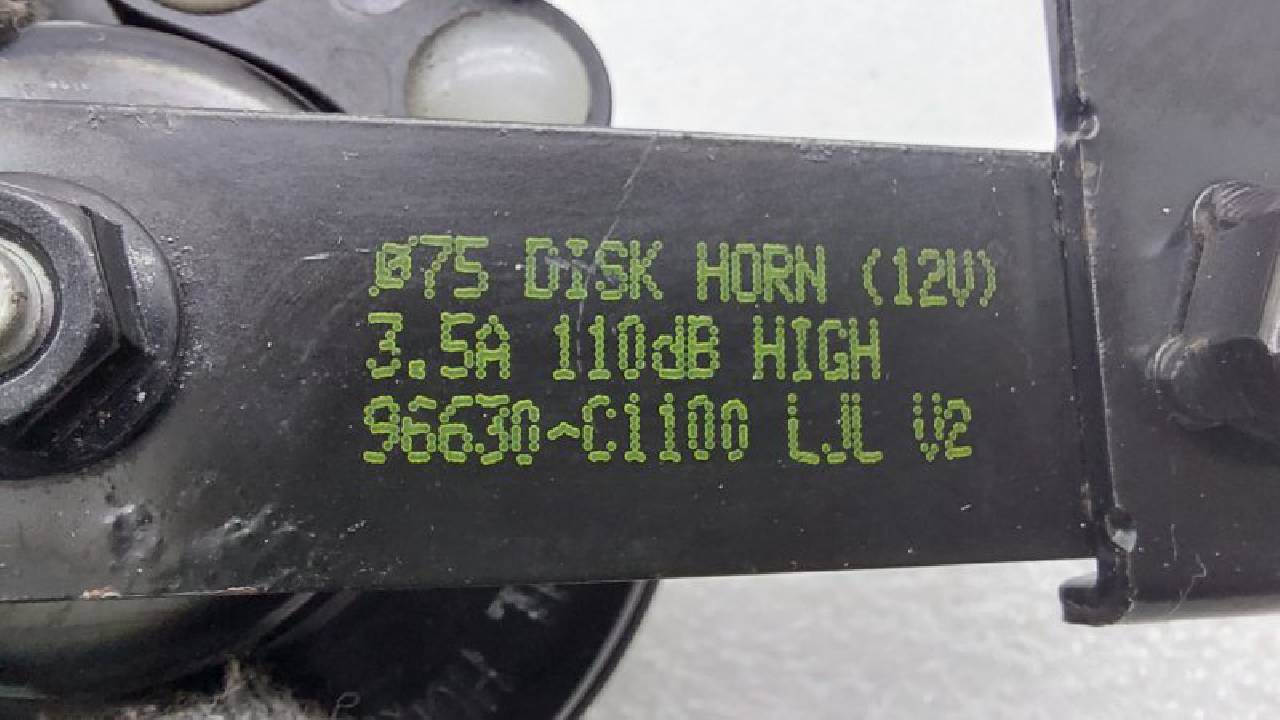 Ø75 DISK HORN (12V)
3.5A 110dB HIGH
96630-C1100 LJL V2